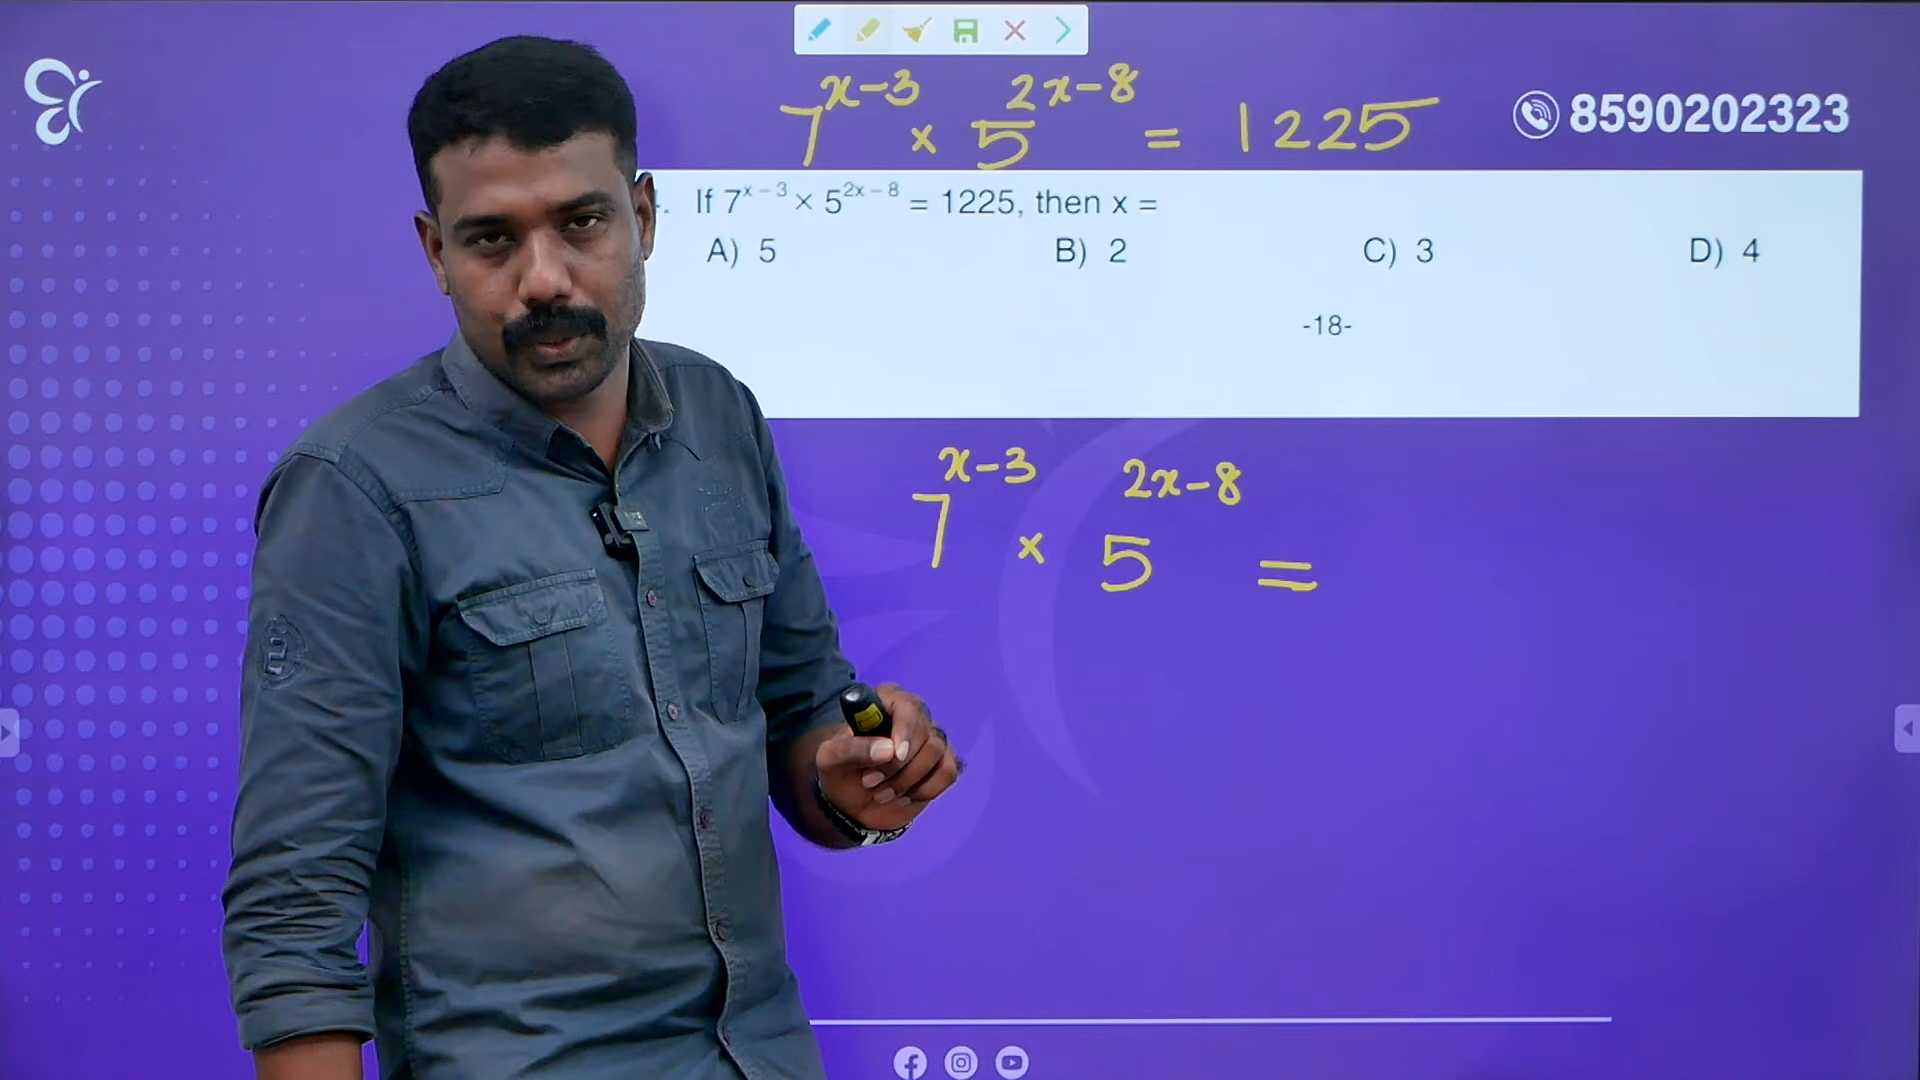 7^{x-3} × 5^{2x-8} = 1225
8590202323
. If 7^{x-3} × 5^{2x-8} = 1225, then x =
A) 5 B) 2 C) 3 D) 4
-18-
7^{x-3} × 5^{2x-8} =